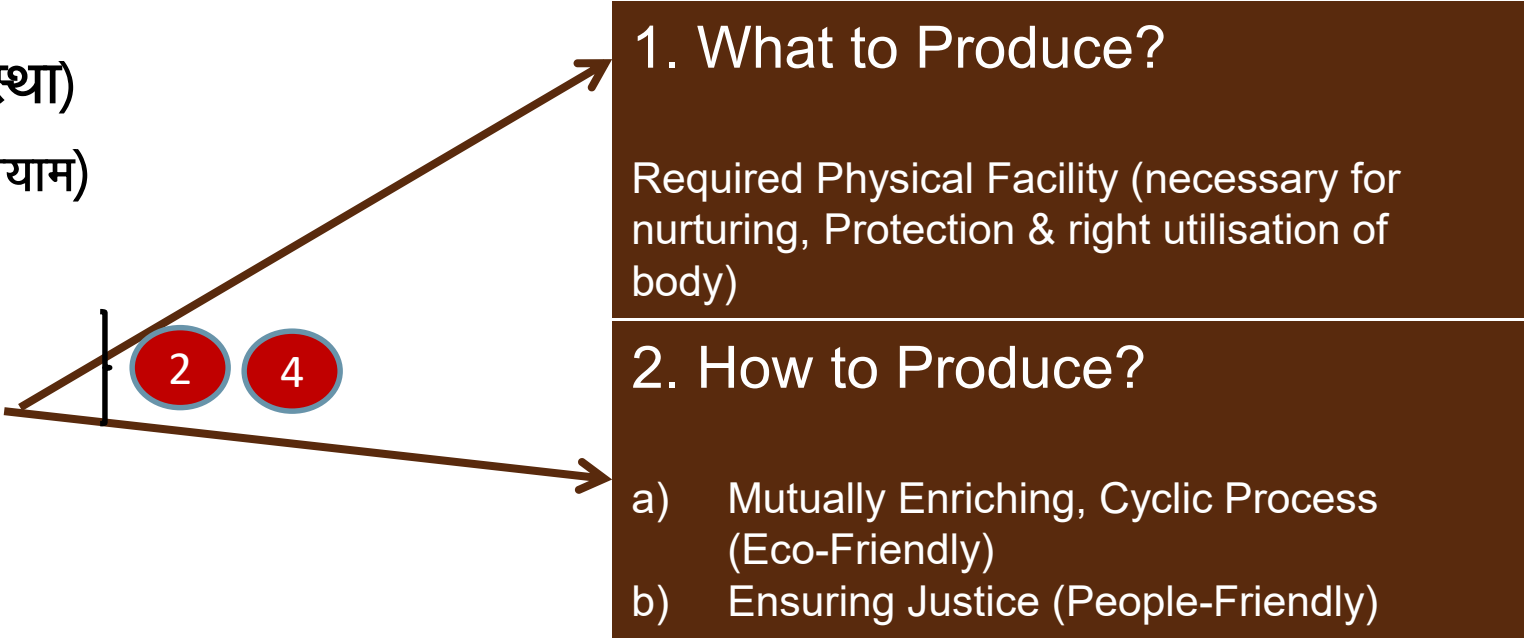 स्था)
याम)
1. What to Produce?
Required Physical Facility (necessary for
nurturing, Protection & right utilisation of
body)
2 4
2. How to Produce?
a) Mutually Enriching, Cyclic Process
(Eco-Friendly)
b) Ensuring Justice (People-Friendly)